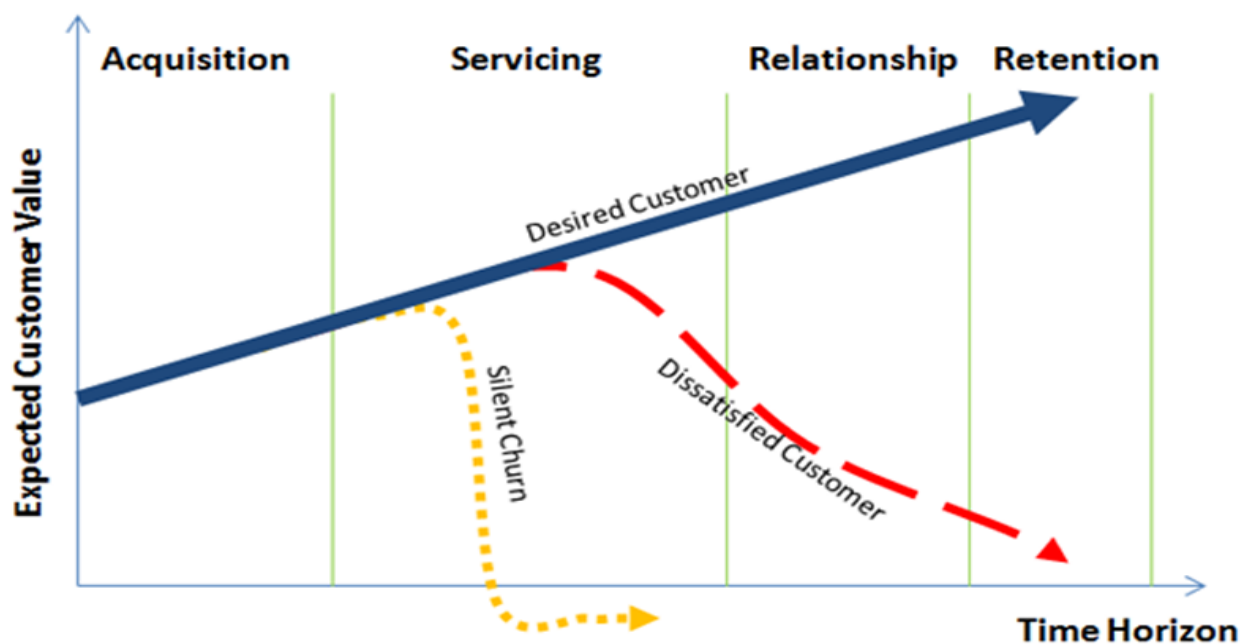 Acquisition
Servicing
Relationship
Retention
Expected Customer Value
Desired Customer
Silent Churn
Dissatisfied Customer
Time Horizon